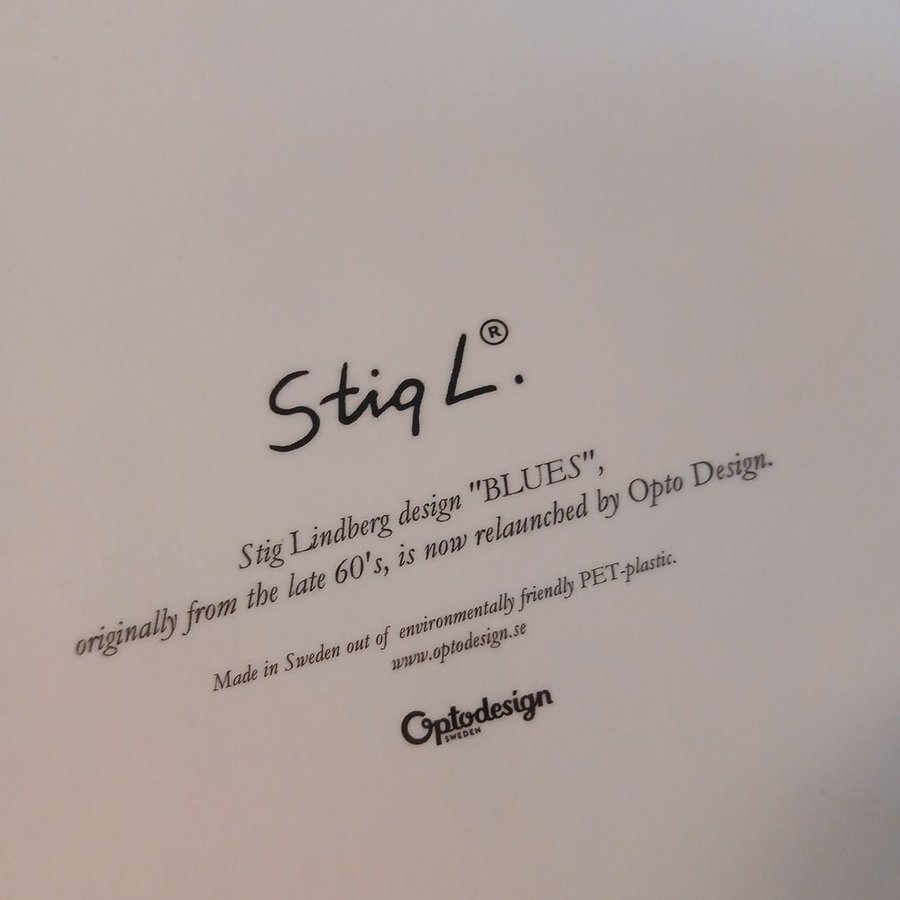 Stig L.®
Stig Lindberg design "BLUES",
originally from the late 60's, is now relaunched by Opto Design.
Made in Sweden out of environmentally friendly PET-plastic.
www.optodesign.se
Optodesign
SWEDEN